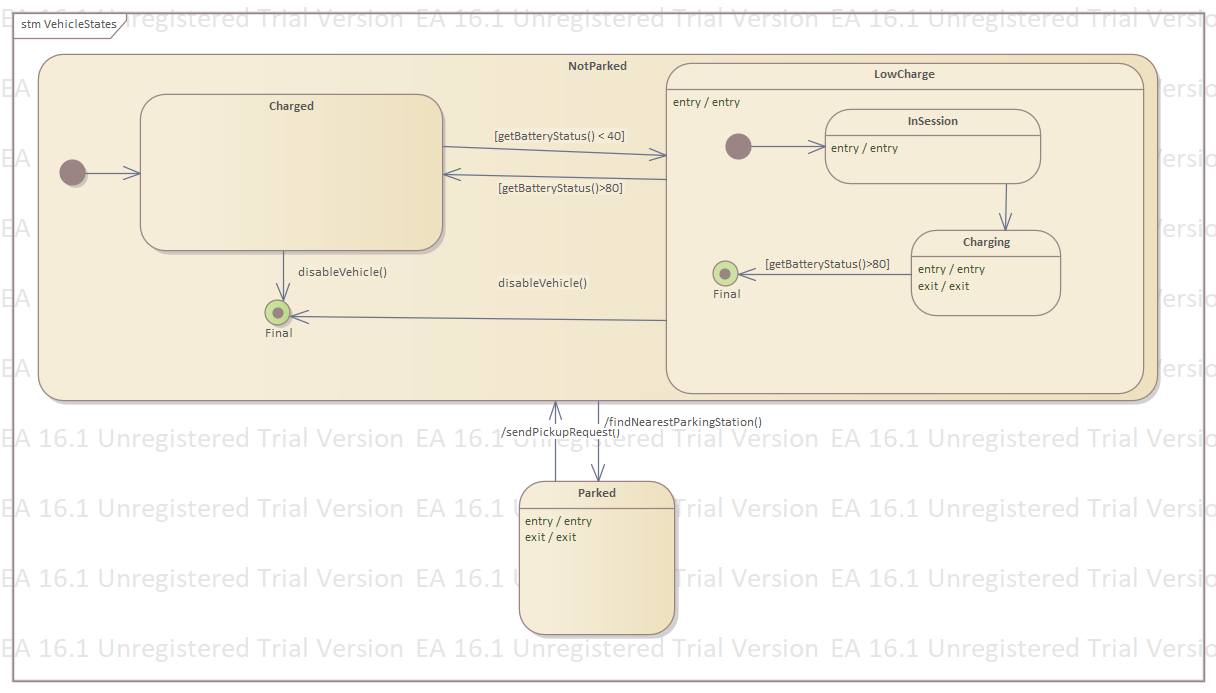 stm VehicleStates
EA 16.1 Unregistered Trial Version EA 16.1 Unregistered Trial Version EA 16.1 Unregistered Trial Version
NotParked
Charged
[getBatteryStatus() < 40]
[getBatteryStatus()>80]
disableVehicle()
Final
disableVehicle()
LowCharge
entry / entry
InSession
entry / entry
Charging
entry / entry
exit / exit
[getBatteryStatus()>80]
Final
/sendPickupRequest()
/findNearestParkingStation()
EA 16.1 Unregistered Trial Version EA 16.1 Unregistered Trial Version EA 16.1 Unregistered Trial Version
Parked
entry / entry
exit / exit
EA 16.1 Unregistered Trial Version EA 16.1 Unregistered Trial Version EA 16.1 Unregistered Trial Version
EA 16.1 Unregistered Trial Version EA 16.1 Unregistered Trial Version EA 16.1 Unregistered Trial Version
EA 16.1 Unregistered Trial Version EA 16.1 Unregistered Trial Version EA 16.1 Unregistered Trial Version